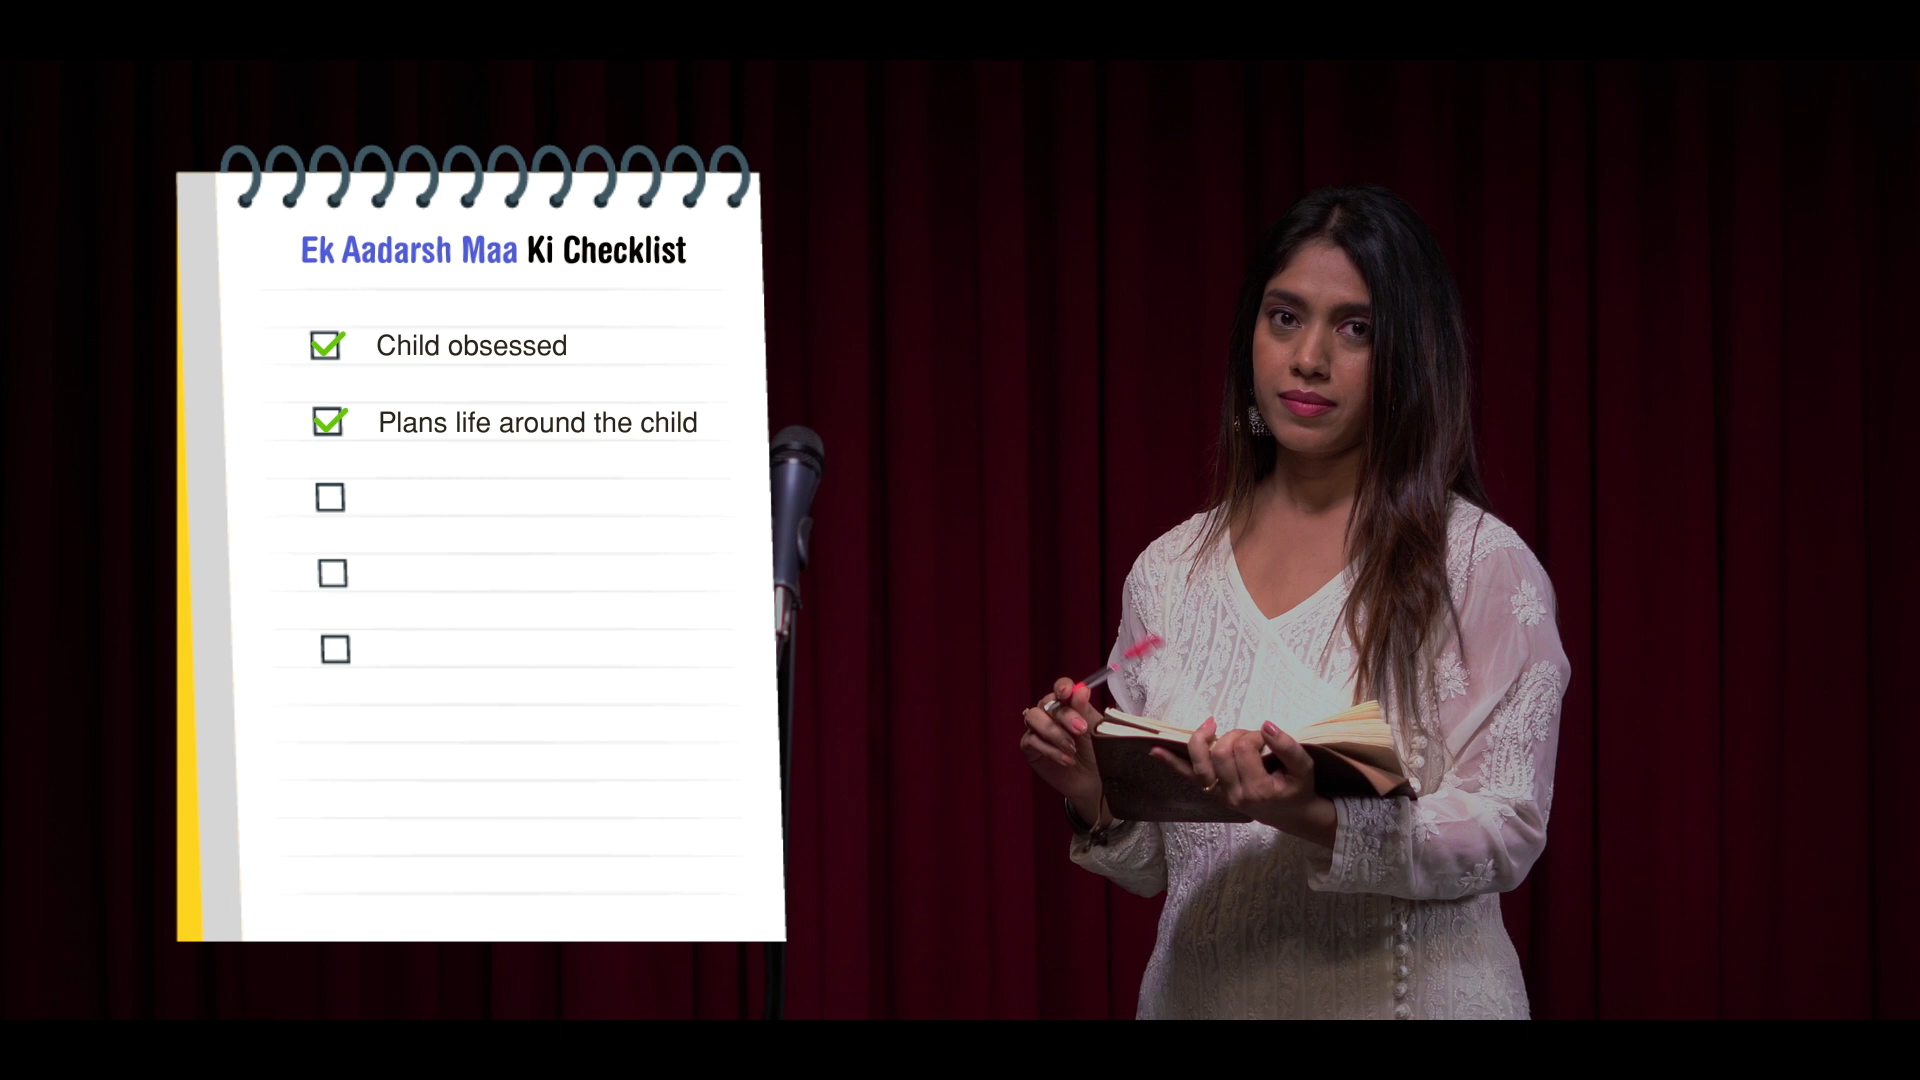 Ek Aadarsh Maa Ki Checklist
Child obsessed
Plans life around the child